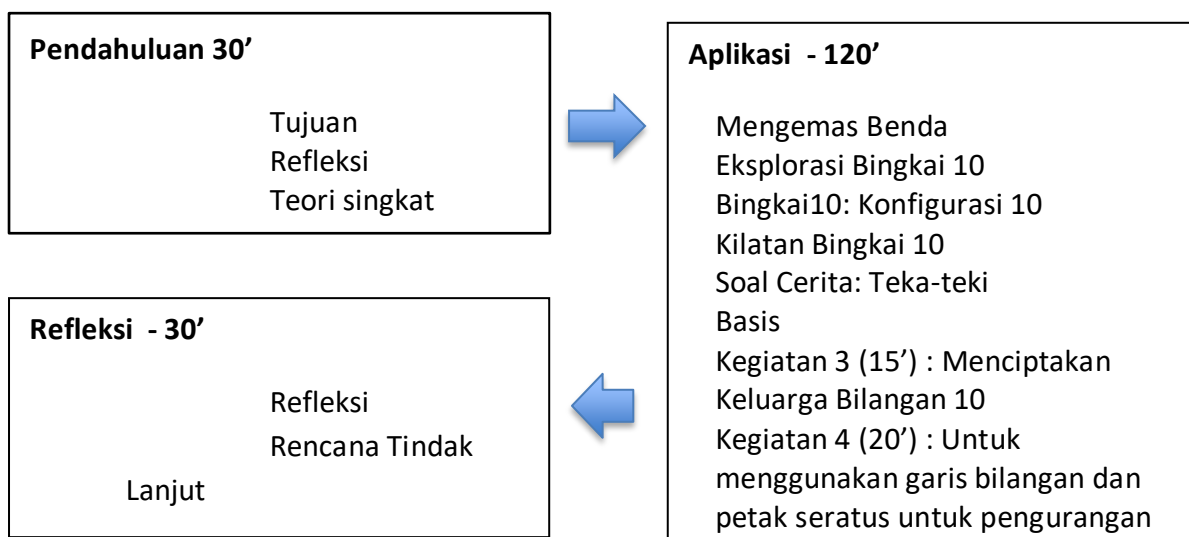 Pendahuluan 30’
Tujuan
Refleksi
Teori singkat
Aplikasi - 120’
Mengemas Benda
Eksplorasi Bingkai 10
Bingkai10: Konfigurasi 10
Kilatan Bingkai 10
Soal Cerita: Teka-teki
Basis
Kegiatan 3 (15’) : Menciptakan
Keluarga Bilangan 10
Kegiatan 4 (20’) : Untuk
menggunakan garis bilangan dan
petak seratus untuk pengurangan
Refleksi - 30’
Refleksi
Rencana Tindak
Lanjut